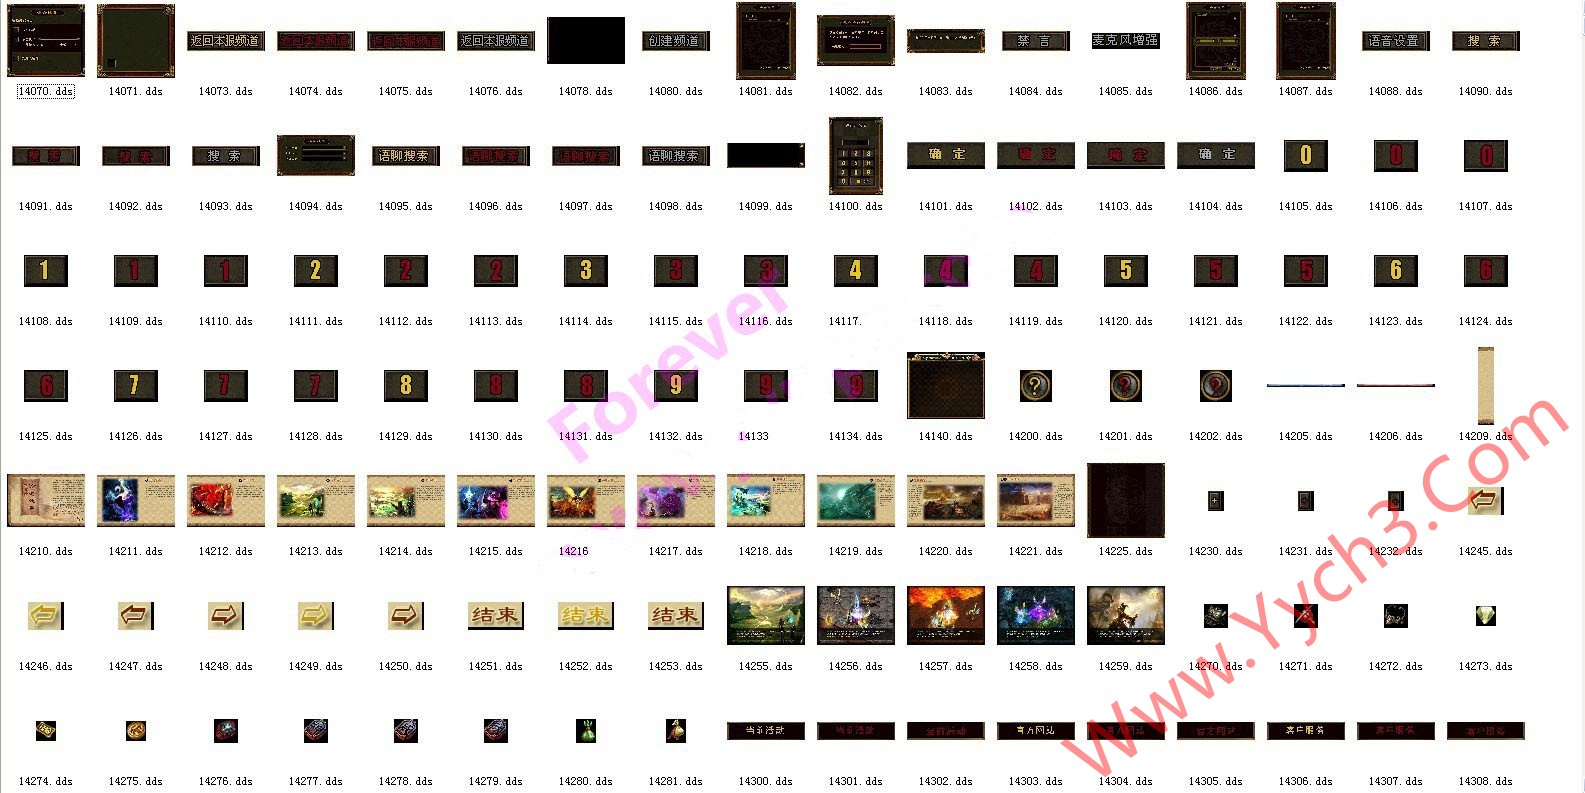 返回本服频道 返回本服频道 返回本服频道 返回本服频道 创建频道 禁 言 麦克风增强 语音设置 搜 索
14070.dds 14071.dds 14073.dds 14074.dds 14075.dds 14076.dds 14078.dds 14080.dds 14081.dds 14082.dds 14083.dds 14084.dds 14085.dds 14086.dds 14087.dds 14088.dds 14090.dds
搜 索 搜 索 搜 索 语聊搜索 语聊搜索 语聊搜索 语聊搜索 确 定 确 定 确 定 确 定 0 0 0
14091.dds 14092.dds 14093.dds 14094.dds 14095.dds 14096.dds 14097.dds 14098.dds 14099.dds 14100.dds 14101.dds 14102.dds 14103.dds 14104.dds 14105.dds 14106.dds 14107.dds
1 1 1 2 2 2 3 3 3 4 4 4 5 5 5 6 6
14108.dds 14109.dds 14110.dds 14111.dds 14112.dds 14113.dds 14114.dds 14115.dds 14116.dds 14117. 14118.dds 14119.dds 14120.dds 14121.dds 14122.dds 14123.dds 14124.dds
Forever
6 7 7 7 8 8 8 9 9 9 ? ? ?
14125.dds 14126.dds 14127.dds 14128.dds 14129.dds 14130.dds 14131.dds 14132.dds 14133 14134.dds 14140.dds 14200.dds 14201.dds 14202.dds 14205.dds 14206.dds 14209.dds
14210.dds 14211.dds 14212.dds 14213.dds 14214.dds 14215.dds 14216 14217.dds 14218.dds 14219.dds 14220.dds 14221.dds 14225.dds 14230.dds 14231.dds 14232.dds 14245.dds
结束 结束 结束
14246.dds 14247.dds 14248.dds 14249.dds 14250.dds 14251.dds 14252.dds 14253.dds 14255.dds 14256.dds 14257.dds 14258.dds 14259.dds 14270.dds 14271.dds 14272.dds 14273.dds
Www.Yych3.Com
当前活动 当前活动 当前活动 官方网站 官方网站 官方网站 客户服务 客户服务 客户服务
14274.dds 14275.dds 14276.dds 14277.dds 14278.dds 14279.dds 14280.dds 14281.dds 14300.dds 14301.dds 14302.dds 14303.dds 14304.dds 14305.dds 14306.dds 14307.dds 14308.dds